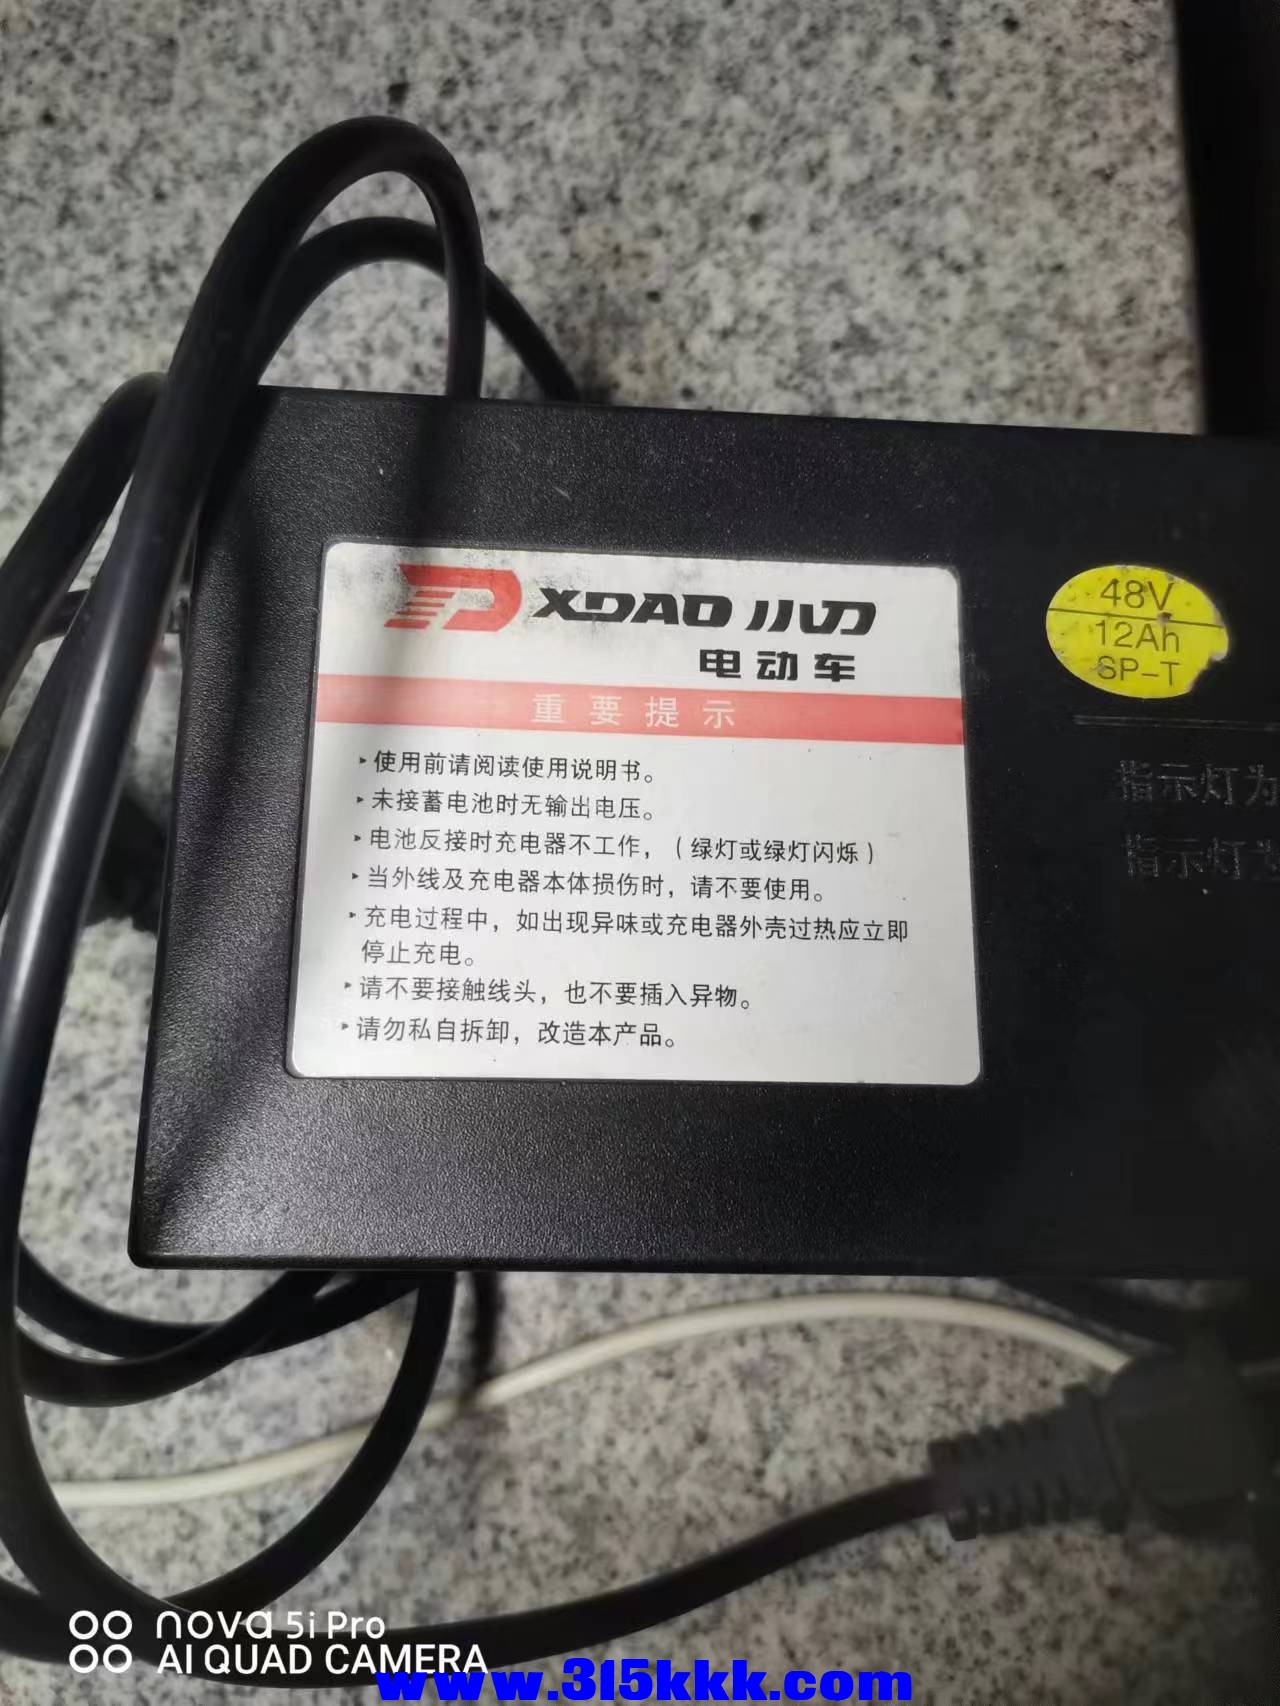 XDAO 小刀
电动车
重要提示
▸使用前请阅读使用说明书。
▸未接蓄电池时无输出电压。
▸电池反接时充电器不工作，（绿灯或绿灯闪烁）
▸当外线及充电器本体损伤时，请不要使用。
▸充电过程中，如出现异味或充电器外壳过热应立即
停止充电。
▸请不要接触线头，也不要插入异物。
▸请勿私自拆卸，改造本产品。
48V
12Ah
SP-T
指示灯为
指示灯为
nova 5i Pro
AI QUAD CAMERA
www.315kkk.com